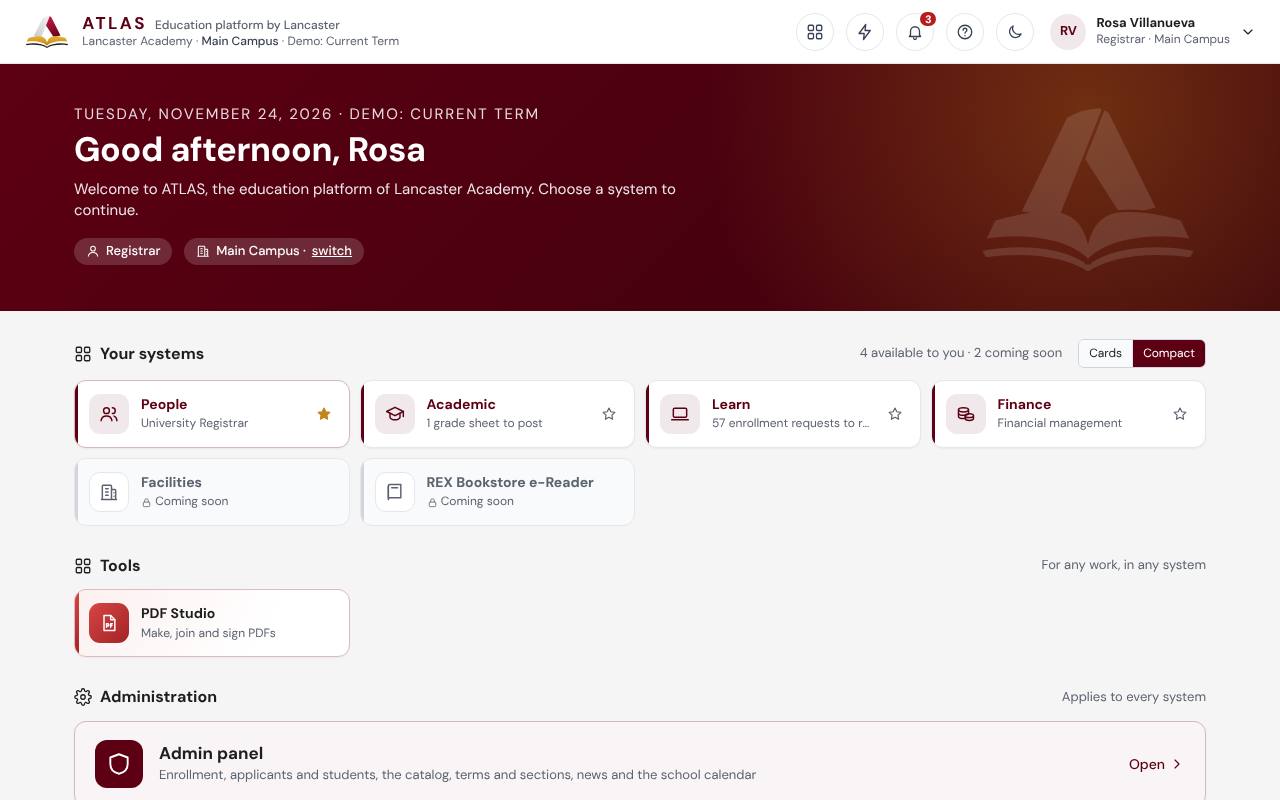 ATLAS Education platform by Lancaster
Lancaster Academy · Main Campus · Demo: Current Term
3
RV
Rosa Villanueva
Registrar · Main Campus
TUESDAY, NOVEMBER 24, 2026 · DEMO: CURRENT TERM
Good afternoon, Rosa
Welcome to ATLAS, the education platform of Lancaster Academy. Choose a system to
continue.
Registrar
Main Campus · switch
Your systems
4 available to you · 2 coming soon
Cards
Compact
People
University Registrar
Academic
1 grade sheet to post
Learn
57 enrollment requests to r…
Finance
Financial management
Facilities
Coming soon
REX Bookstore e-Reader
Coming soon
Tools
For any work, in any system
PDF Studio
Make, join and sign PDFs
Administration
Applies to every system
Admin panel
Enrollment, applicants and students, the catalog, terms and sections, news and the school calendar
Open